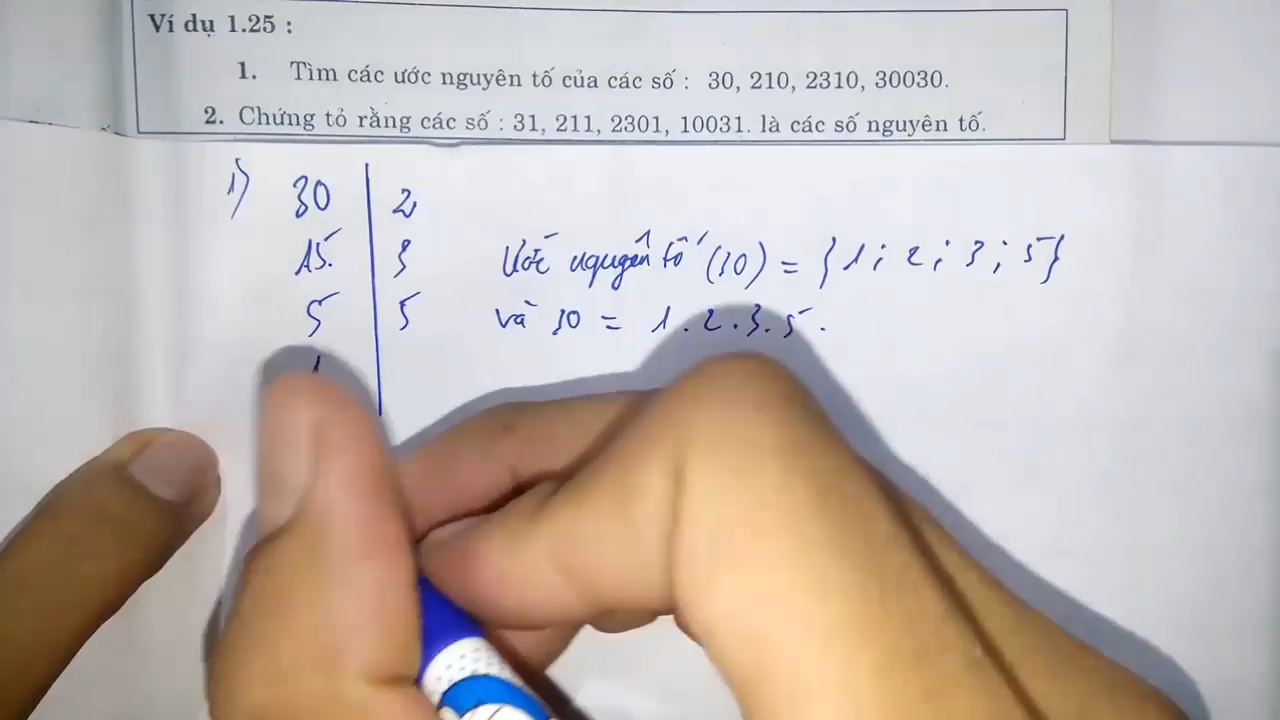 Ví dụ 1.25 :
1. Tìm các ước nguyên tố của các số : 30, 210, 2310, 30030.
2. Chứng tỏ rằng các số : 31, 211, 2301, 10031. là các số nguyên tố.
1) 30 2
15 3 Ước nguyên tố (30) = {1; 2; 3; 5}
5 5 và 30 = 1.2.3.5.
1